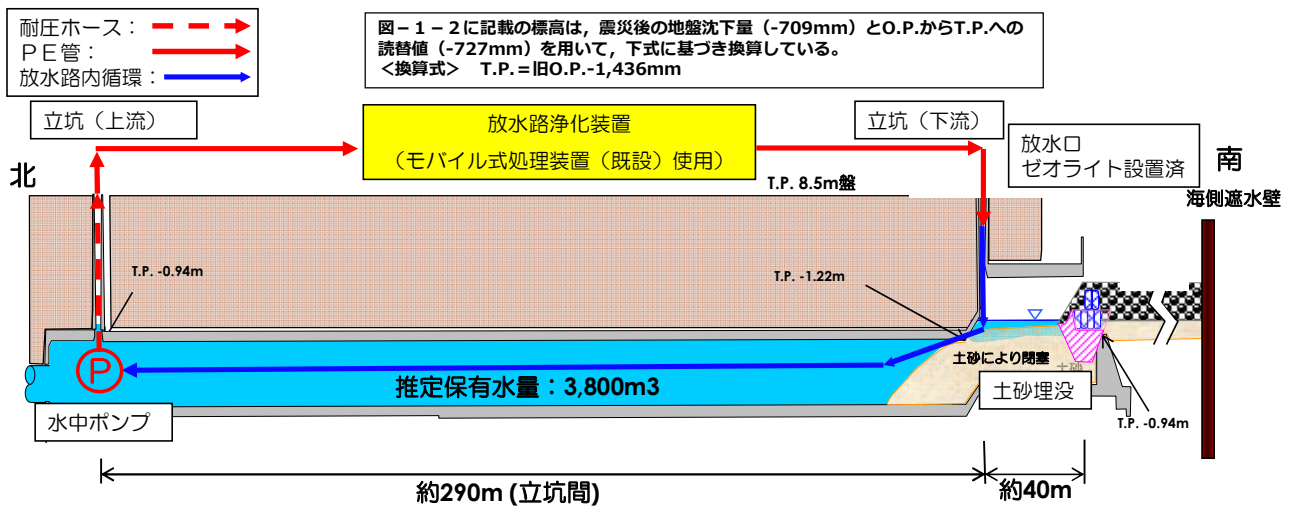 耐圧ホース：
ＰＥ管：
放水路内循環：
図－１－２に記載の標高は，震災後の地盤沈下量（-709mm）とO.P.からT.P.への
読替値（-727mm）を用いて，下式に基づき換算している。
＜換算式＞　T.P.＝旧O.P.-1,436mm
立坑（上流）
放水路浄化装置
（モバイル式処理装置（既設）使用）
立坑（下流）
放水口
ゼオライト設置済
北
南
T.P. 8.5m盤
海側遮水壁
T.P. -0.94m
T.P. -1.22m
P
土砂により閉塞
土砂
推定保有水量：3,800m3
土砂埋没
水中ポンプ
T.P. -0.94m
約290m (立坑間)
約40m